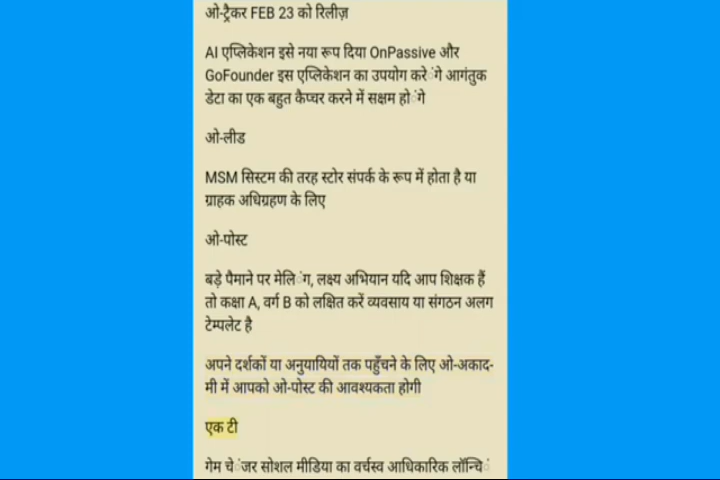 ओ-ट्रैकर FEB 23 को रिलीज़
AI एप्लिकेशन इसे नया रूप दिया OnPassive और
GoFounder इस एप्लिकेशन का उपयोग करे◌ंगे आगंतुक
डेटा का एक बहुत कैप्चर करने में सक्षम हो◌ंगे
ओ-लीड
MSM सिस्टम की तरह स्टोर संपर्क के रूप में होता है या
ग्राहक अधिग्रहण के लिए
ओ-पोस्ट
बड़े पैमाने पर मेलि◌ंग, लक्ष्य अभियान यदि आप शिक्षक हैं
तो कक्षा A, वर्ग B को लक्षित करें व्यवसाय या संगठन अलग
टेम्पलेट है
अपने दर्शकों या अनुयायियों तक पहुँचने के लिए ओ-अकाद-
मी में आपको ओ-पोस्ट की आवश्यकता होगी
एक टी
गेम चे◌ंजर सोशल मीडिया का वर्चस्व आधिकारिक लॉन्चि◌ं